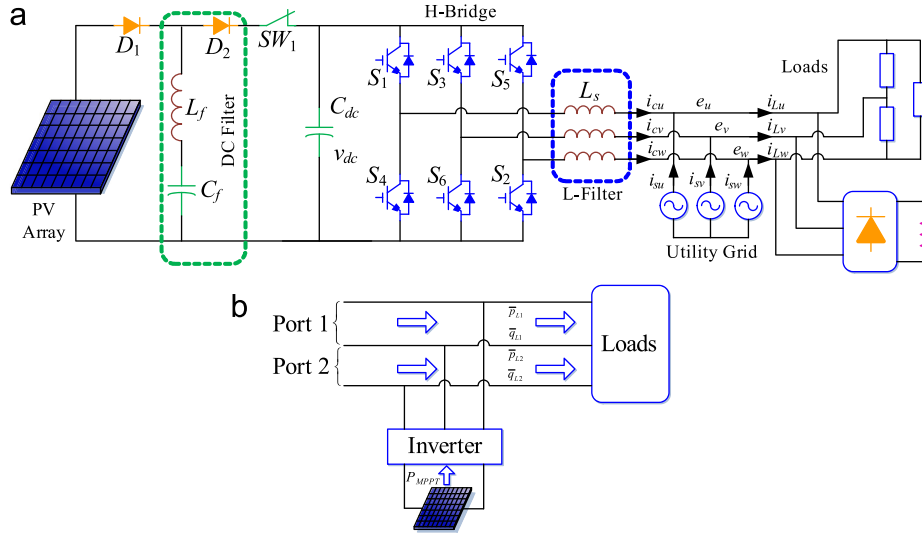 a
H-Bridge
D1
D2
SW1
S1
S3
S5
Loads
Lf
DC Filter
Cdc
vdc
Ls
icu
eu
iLu
icv
ev
iLv
icw
ew
iLw
Cf
S4
S6
S2
L-Filter
isu
isv
isw
PV
Array
Utility Grid
b
Port 1
p̅L1
q̅L1
Loads
Port 2
p̅L2
q̅L2
Inverter
PMPPT